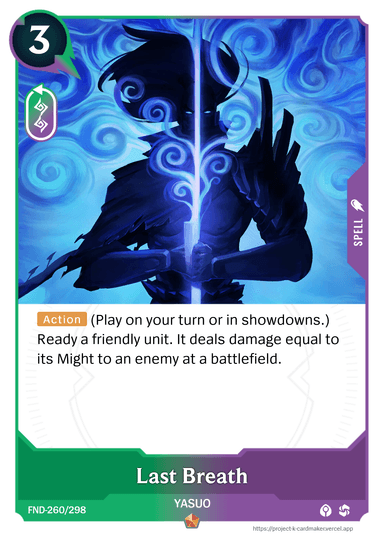 3
SPELL
Action (Play on your turn or in showdowns.)
Ready a friendly unit. It deals damage equal to
its Might to an enemy at a battlefield.
Last Breath
YASUO
FND-260/298
https://project-k-cardmaker.vercel.app